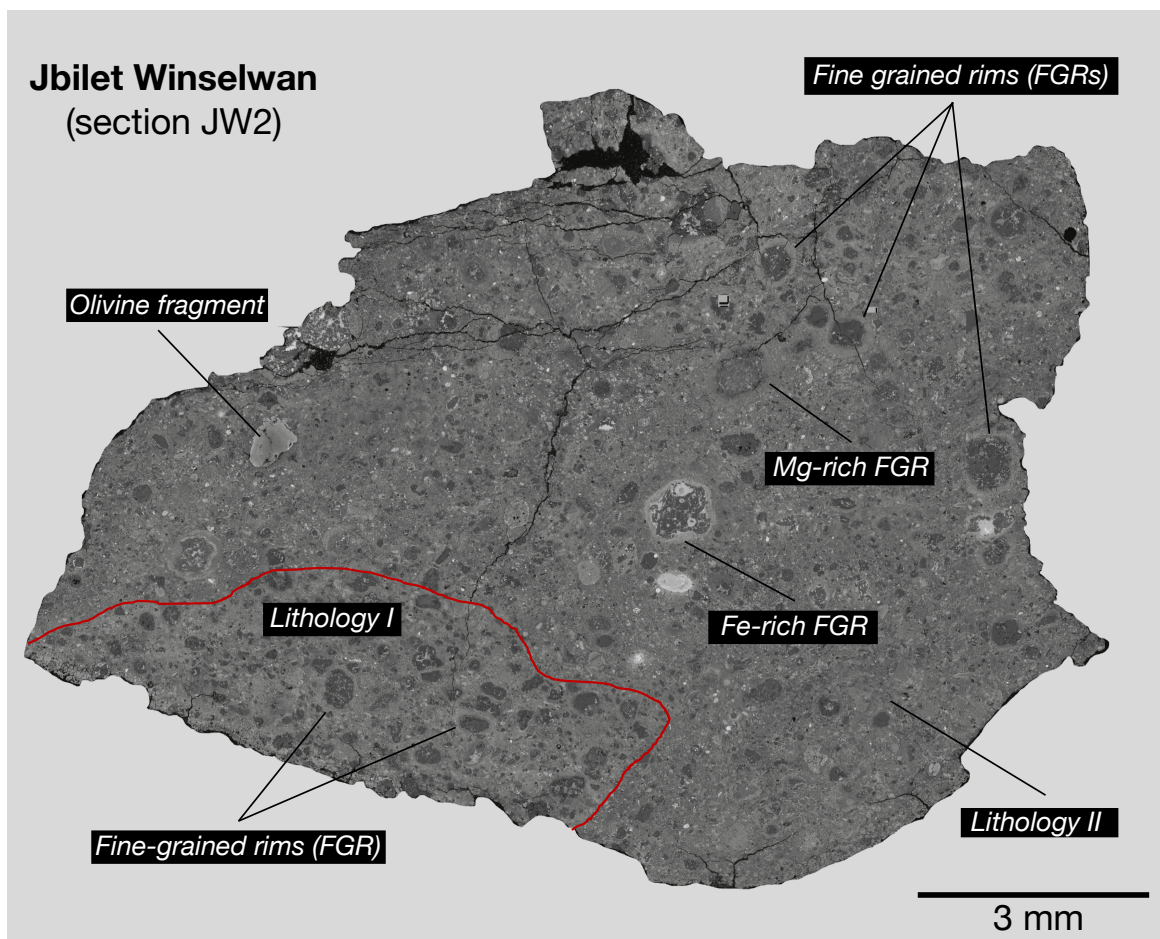 Jbilet Winselwan
(section JW2)
Fine grained rims (FGRs)
Olivine fragment
Mg-rich FGR
Lithology I
Fe-rich FGR
Fine-grained rims (FGR)
Lithology II
3 mm